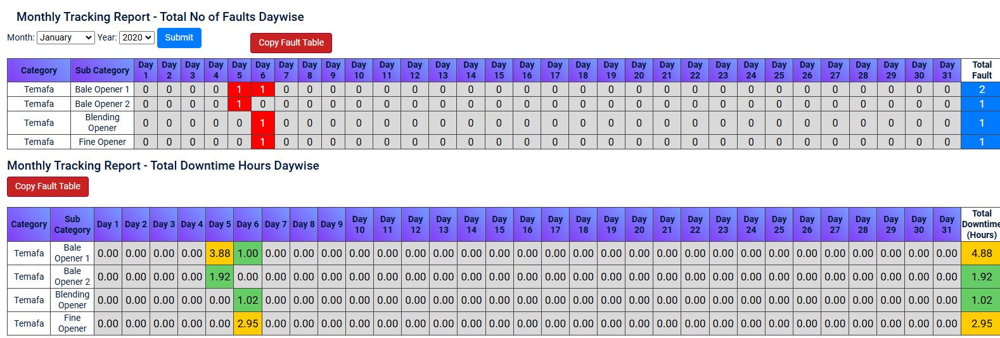 Monthly Tracking Report - Total No of Faults Daywise
Month: January Year: 2020 Submit
Copy Fault Table
Category Sub Category Day 1 Day 2 Day 3 Day 4 Day 5 Day 6 Day 7 Day 8 Day 9 Day 10 Day 11 Day 12 Day 13 Day 14 Day 15 Day 16 Day 17 Day 18 Day 19 Day 20 Day 21 Day 22 Day 23 Day 24 Day 25 Day 26 Day 27 Day 28 Day 29 Day 30 Day 31 Total Fault
Temafa Bale Opener 1 0 0 0 0 1 1 0 0 0 0 0 0 0 0 0 0 0 0 0 0 0 0 0 0 0 0 0 0 0 0 0 2
Temafa Bale Opener 2 0 0 0 0 1 0 0 0 0 0 0 0 0 0 0 0 0 0 0 0 0 0 0 0 0 0 0 0 0 0 0 1
Temafa Blending Opener 0 0 0 0 0 1 0 0 0 0 0 0 0 0 0 0 0 0 0 0 0 0 0 0 0 0 0 0 0 0 0 1
Temafa Fine Opener 0 0 0 0 0 1 0 0 0 0 0 0 0 0 0 0 0 0 0 0 0 0 0 0 0 0 0 0 0 0 0 1
Monthly Tracking Report - Total Downtime Hours Daywise
Copy Fault Table
Category Sub Category Day 1 Day 2 Day 3 Day 4 Day 5 Day 6 Day 7 Day 8 Day 9 Day 10 Day 11 Day 12 Day 13 Day 14 Day 15 Day 16 Day 17 Day 18 Day 19 Day 20 Day 21 Day 22 Day 23 Day 24 Day 25 Day 26 Day 27 Day 28 Day 29 Day 30 Day 31 Total Downtime (Hours)
Temafa Bale Opener 1 0.00 0.00 0.00 0.00 3.88 1.00 0.00 0.00 0.00 0.00 0.00 0.00 0.00 0.00 0.00 0.00 0.00 0.00 0.00 0.00 0.00 0.00 0.00 0.00 0.00 0.00 0.00 0.00 0.00 0.00 0.00 4.88
Temafa Bale Opener 2 0.00 0.00 0.00 0.00 1.92 0.00 0.00 0.00 0.00 0.00 0.00 0.00 0.00 0.00 0.00 0.00 0.00 0.00 0.00 0.00 0.00 0.00 0.00 0.00 0.00 0.00 0.00 0.00 0.00 0.00 0.00 1.92
Temafa Blending Opener 0.00 0.00 0.00 0.00 0.00 1.02 0.00 0.00 0.00 0.00 0.00 0.00 0.00 0.00 0.00 0.00 0.00 0.00 0.00 0.00 0.00 0.00 0.00 0.00 0.00 0.00 0.00 0.00 0.00 0.00 0.00 1.02
Temafa Fine Opener 0.00 0.00 0.00 0.00 0.00 2.95 0.00 0.00 0.00 0.00 0.00 0.00 0.00 0.00 0.00 0.00 0.00 0.00 0.00 0.00 0.00 0.00 0.00 0.00 0.00 0.00 0.00 0.00 0.00 0.00 0.00 2.95